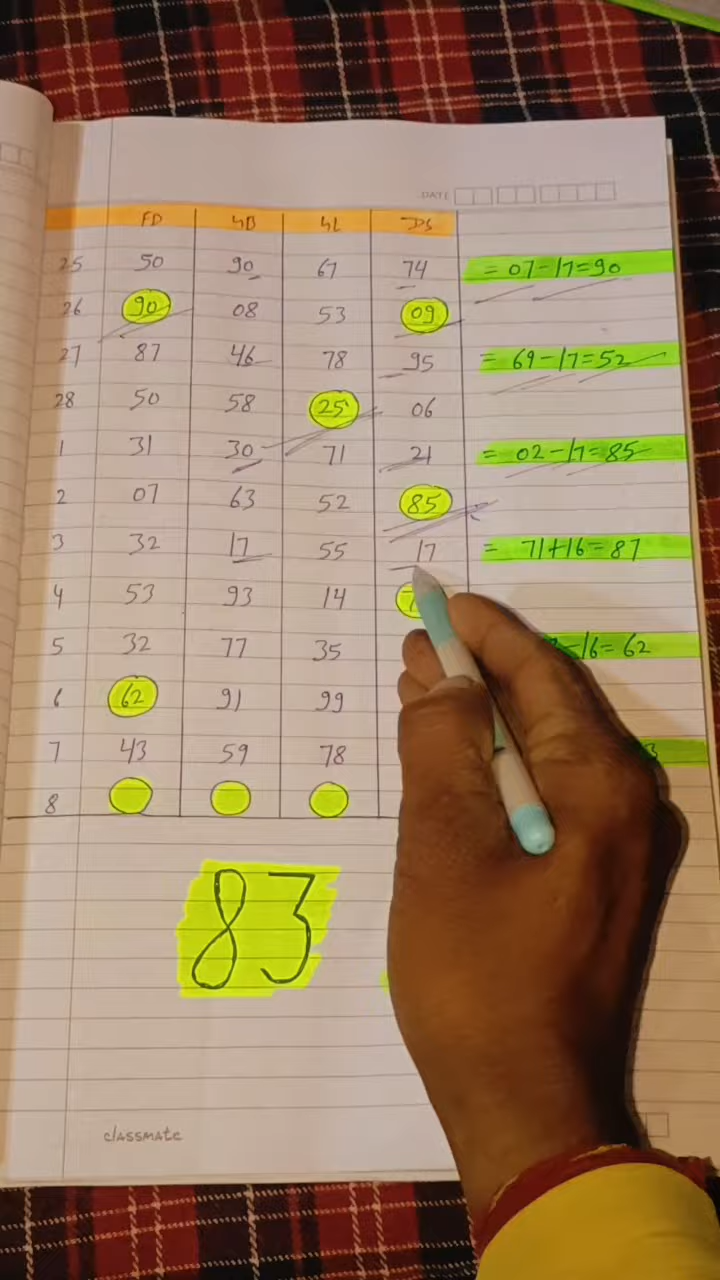 DATE
FD GB GL DS
25 50 90 67 74 = 07-17=90
26 90 08 53 09
27 87 46 78 95 = 69-17=52
28 50 58 25 06
1 31 30 71 21 = 02-17=85
2 07 63 52 85
3 32 17 55 17 = 71+16=87
4 53 93 14
5 32 77 35 -16=62
6 62 91 99
7 43 59 78 3
8
83
classmate